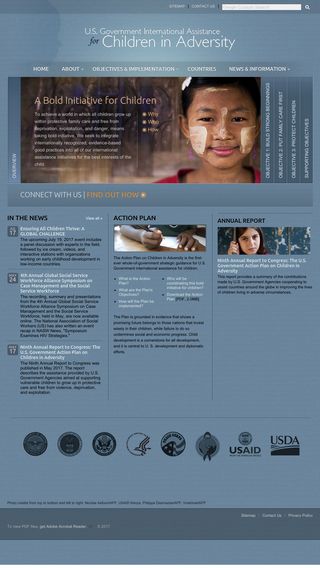 SITEMAP | CONTACT US
U.S. Government International Assistance
for Children in Adversity
HOME ABOUT OBJECTIVES & IMPLEMENTATION COUNTRIES NEWS & INFORMATION
A Bold Initiative for Children
To achieve a world in which all children grow up
within protective family care and free from
deprivation, exploitation, and danger, means
taking bold initiative. We seek to integrate
internationally recognized, evidence-based
good practices into all of our international
assistance initiatives for the best interests of the
child.
Why
Who
How
OVERVIEW
OBJECTIVE 1: BUILD STRONG BEGINNINGS
OBJECTIVE 2: PUT FAMILY CARE FIRST
OBJECTIVE 3: PROTECT CHILDREN
SUPPORTING OBJECTIVES
CONNECT WITH US | FIND OUT HOW
IN THE NEWS
View all »
Ensuring All Children Thrive: A
GLOBAL CHALLENGE
The upcoming July 19, 2017 event includes
a panel discussion with experts in the field,
followed by ice cream, videos, and
interactive stations with organizations
working on early childhood development in
low income countries.
24
4th Annual Global Social Service
Workforce Alliance Symposium on
Case Management and the Social
Service Workforce
The recording, summary and presentations
from the 4th Annual Global Social Service
Workforce Alliance Symposium on Case
Management and the Social Service
Workforce, held in May, are now available
online. The National Association of Social
Workers (US) also also written an event
recap in NASW News, "Symposium
Examines HIV Strategies."
17
Ninth Annual Report to Congress: The
U.S. Government Action Plan on
Children in Adversity
The Ninth Annual Report to Congress was
published in May 2017. The report
describes the assistance provided by U.S.
Government Agencies aimed at supporting
vulnerable children to grow up in protective
care and free from violence, deprivation,
and exploitation
ACTION PLAN
The Action Plan on Children in Adversity is the first
ever whole-of-government strategic guidance for U.S.
Government international assistance for children.
What is the Action
Plan?
What are the Plan's
Objectives?
How will the Plan be
implemented?
Who will be
coordinating this bold
initiative for children?
Download the Action
Plan
The Plan is grounded in evidence that shows a
promising future belongs to those nations that invest
wisely in their children, while failure to do so
undermines social and economic progress. Child
development is a cornerstone for all development,
and it is central to U. S. development and diplomatic
efforts.
ANNUAL REPORT
Ninth Annual Report to Congress: The U.S.
Government Action Plan on Children in
Adversity
This report provides a summary of the contributions
made by U.S. Government Agencies cooperating to
assist countries around the globe in improving the lives
of children living in adverse circumstances.
USAID
FROM THE AMERICAN PEOPLE
USDA
Sitemap | Contact Us | Privacy Policy
To view PDF files, get Adobe Acrobat Reader.
© 2017